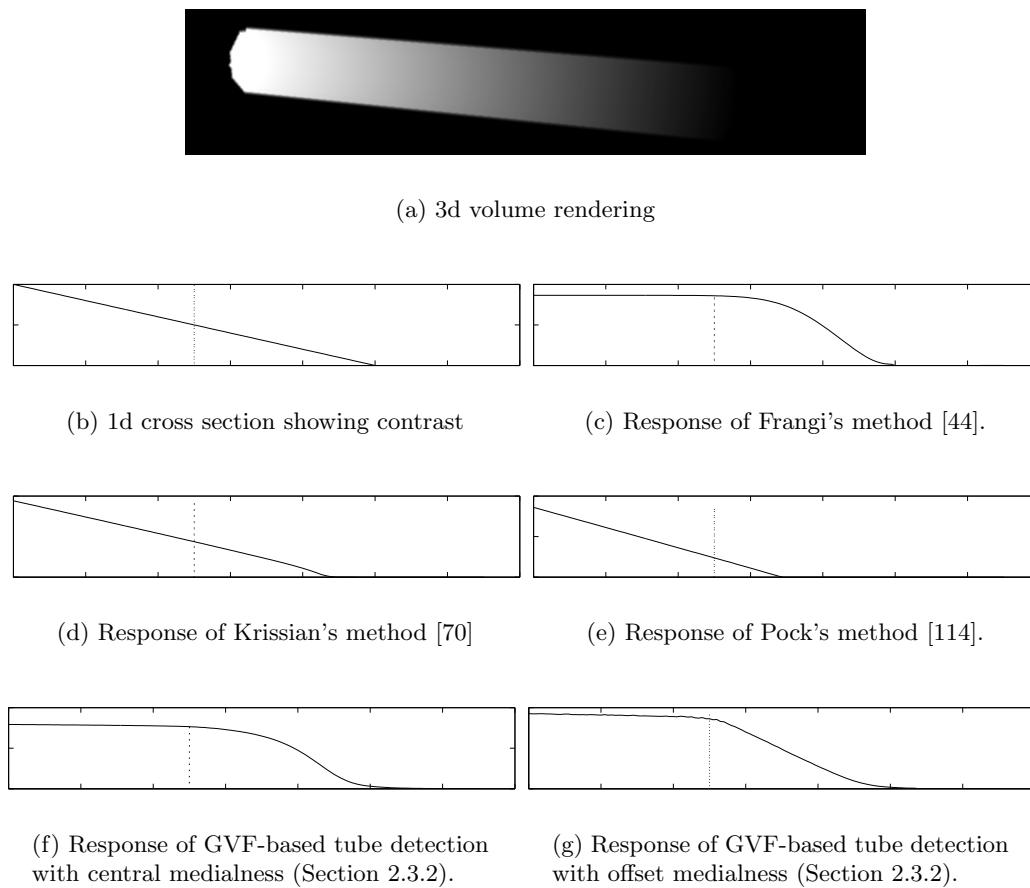 (a) 3d volume rendering
(b) 1d cross section showing contrast
(c) Response of Frangi's method [44].
(d) Response of Krissian's method [70]
(e) Response of Pock's method [114].
(f) Response of GVF-based tube detection
with central medialness (Section 2.3.2).
(g) Response of GVF-based tube detection
with offset medialness (Section 2.3.2).